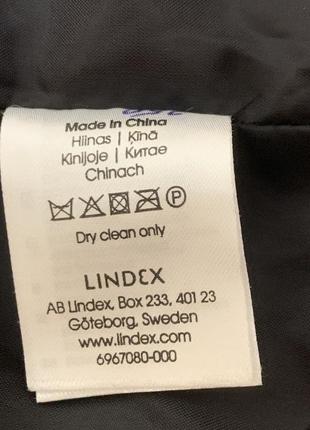 Made in China
Hiinas | Ķīnā
Kinijoje | Китае
Chinach
P
Dry clean only
LINDEX
AB Lindex, Box 233, 401 23
Göteborg, Sweden
www.lindex.com
6967080-000